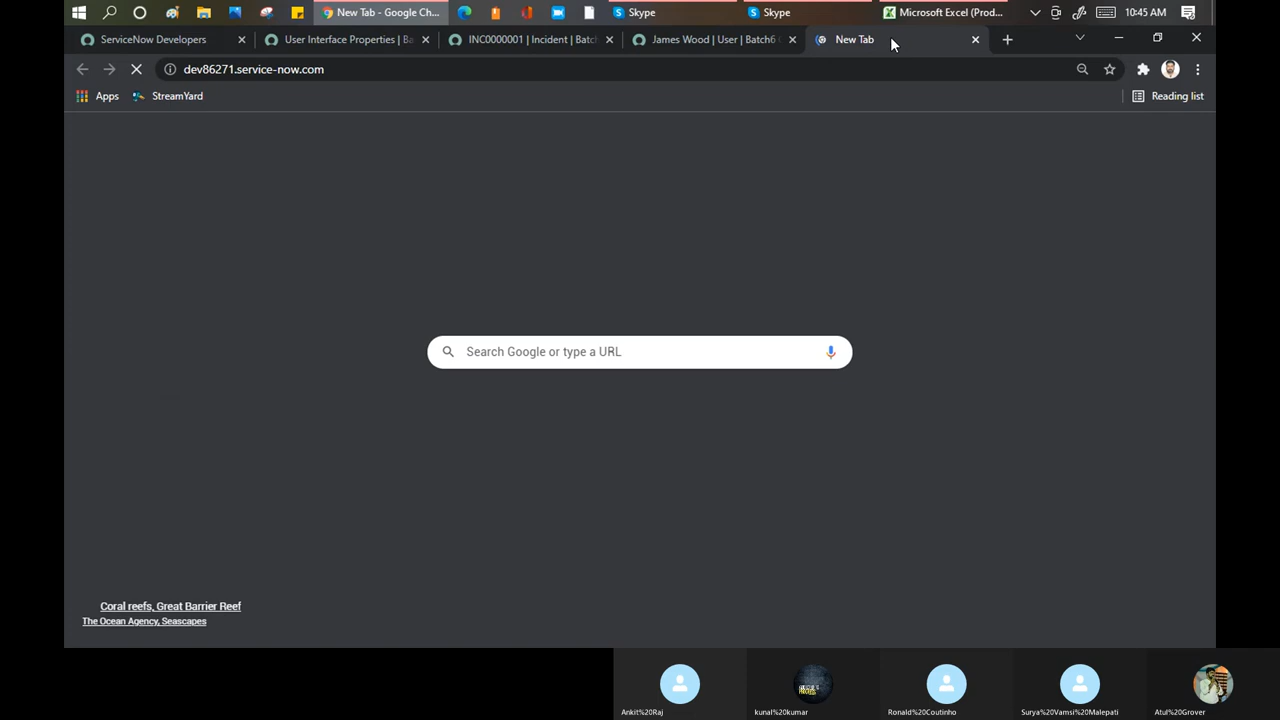 New Tab - Google Ch...
Skype
Skype
Microsoft Excel (Prod...
10:45 AM
ServiceNow Developers
User Interface Properties | Ba
INC0000001 | Incident | Batch
James Wood | User | Batch6
New Tab
dev86271.service-now.com
Apps
StreamYard
Reading list
Search Google or type a URL
Coral reefs, Great Barrier Reef
The Ocean Agency, Seascapes
Ankit%20Raj
kunal%20kumar
Ronald%20Coutinho
Surya%20Vamsi%20Malepati
Atul%20Grover